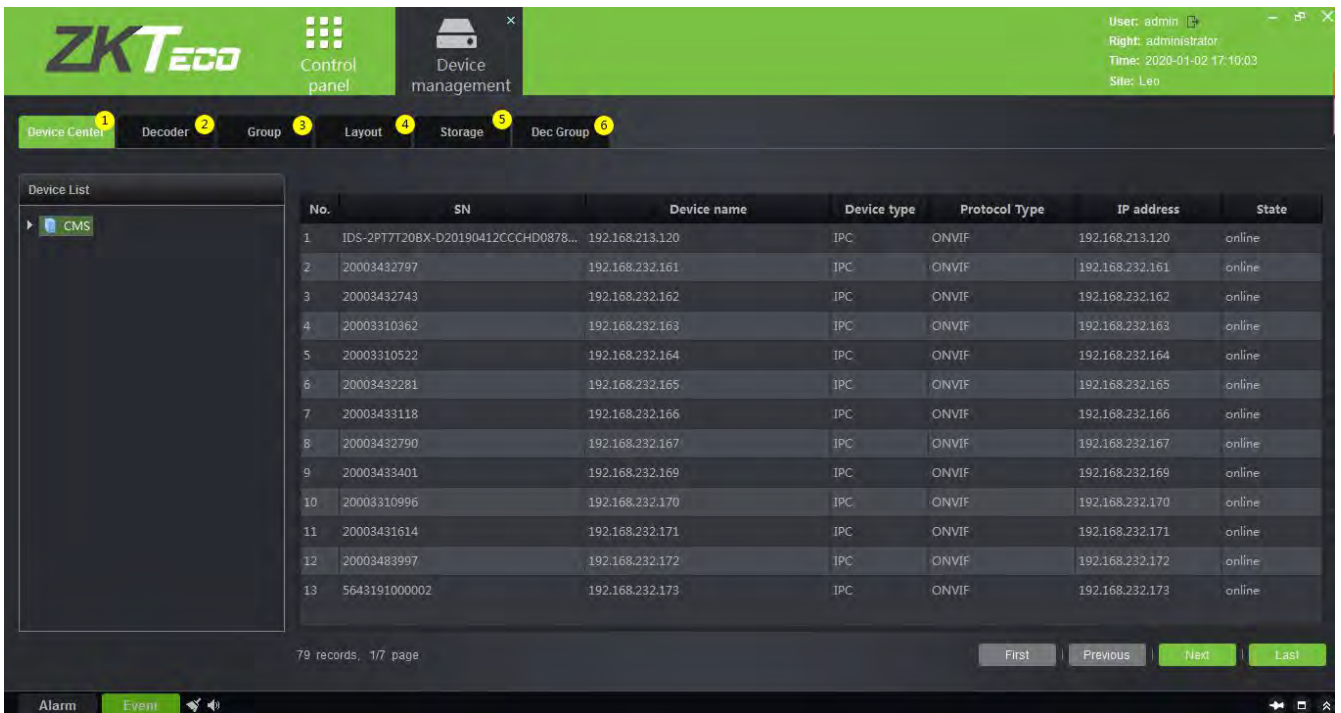 ZKTECO
Control panel
Device management
User: admin
Right: administrator
Time: 2020-01-02 17:10:03
Site: Leo
Device Center 1 Decoder 2 Group 3 Layout 4 Storage 5 Dec Group 6
Device List
CMS
No. SN Device name Device type Protocol Type IP address State
1 IDS-2PT7T20BX-D20190412CCCHD0878... 192.168.213.120 IPC ONVIF 192.168.213.120 online
2 20003432797 192.168.232.161 IPC ONVIF 192.168.232.161 online
3 20003432743 192.168.232.162 IPC ONVIF 192.168.232.162 online
4 20003310362 192.168.232.163 IPC ONVIF 192.168.232.163 online
5 20003310522 192.168.232.164 IPC ONVIF 192.168.232.164 online
6 20003432281 192.168.232.165 IPC ONVIF 192.168.232.165 online
7 20003433118 192.168.232.166 IPC ONVIF 192.168.232.166 online
8 20003432790 192.168.232.167 IPC ONVIF 192.168.232.167 online
9 20003433401 192.168.232.169 IPC ONVIF 192.168.232.169 online
10 20003310996 192.168.232.170 IPC ONVIF 192.168.232.170 online
11 20003431614 192.168.232.171 IPC ONVIF 192.168.232.171 online
12 20003483997 192.168.232.172 IPC ONVIF 192.168.232.172 online
13 5643191000002 192.168.232.173 IPC ONVIF 192.168.232.173 online
79 records, 1/7 page
First Previous Next Last
Alarm Event